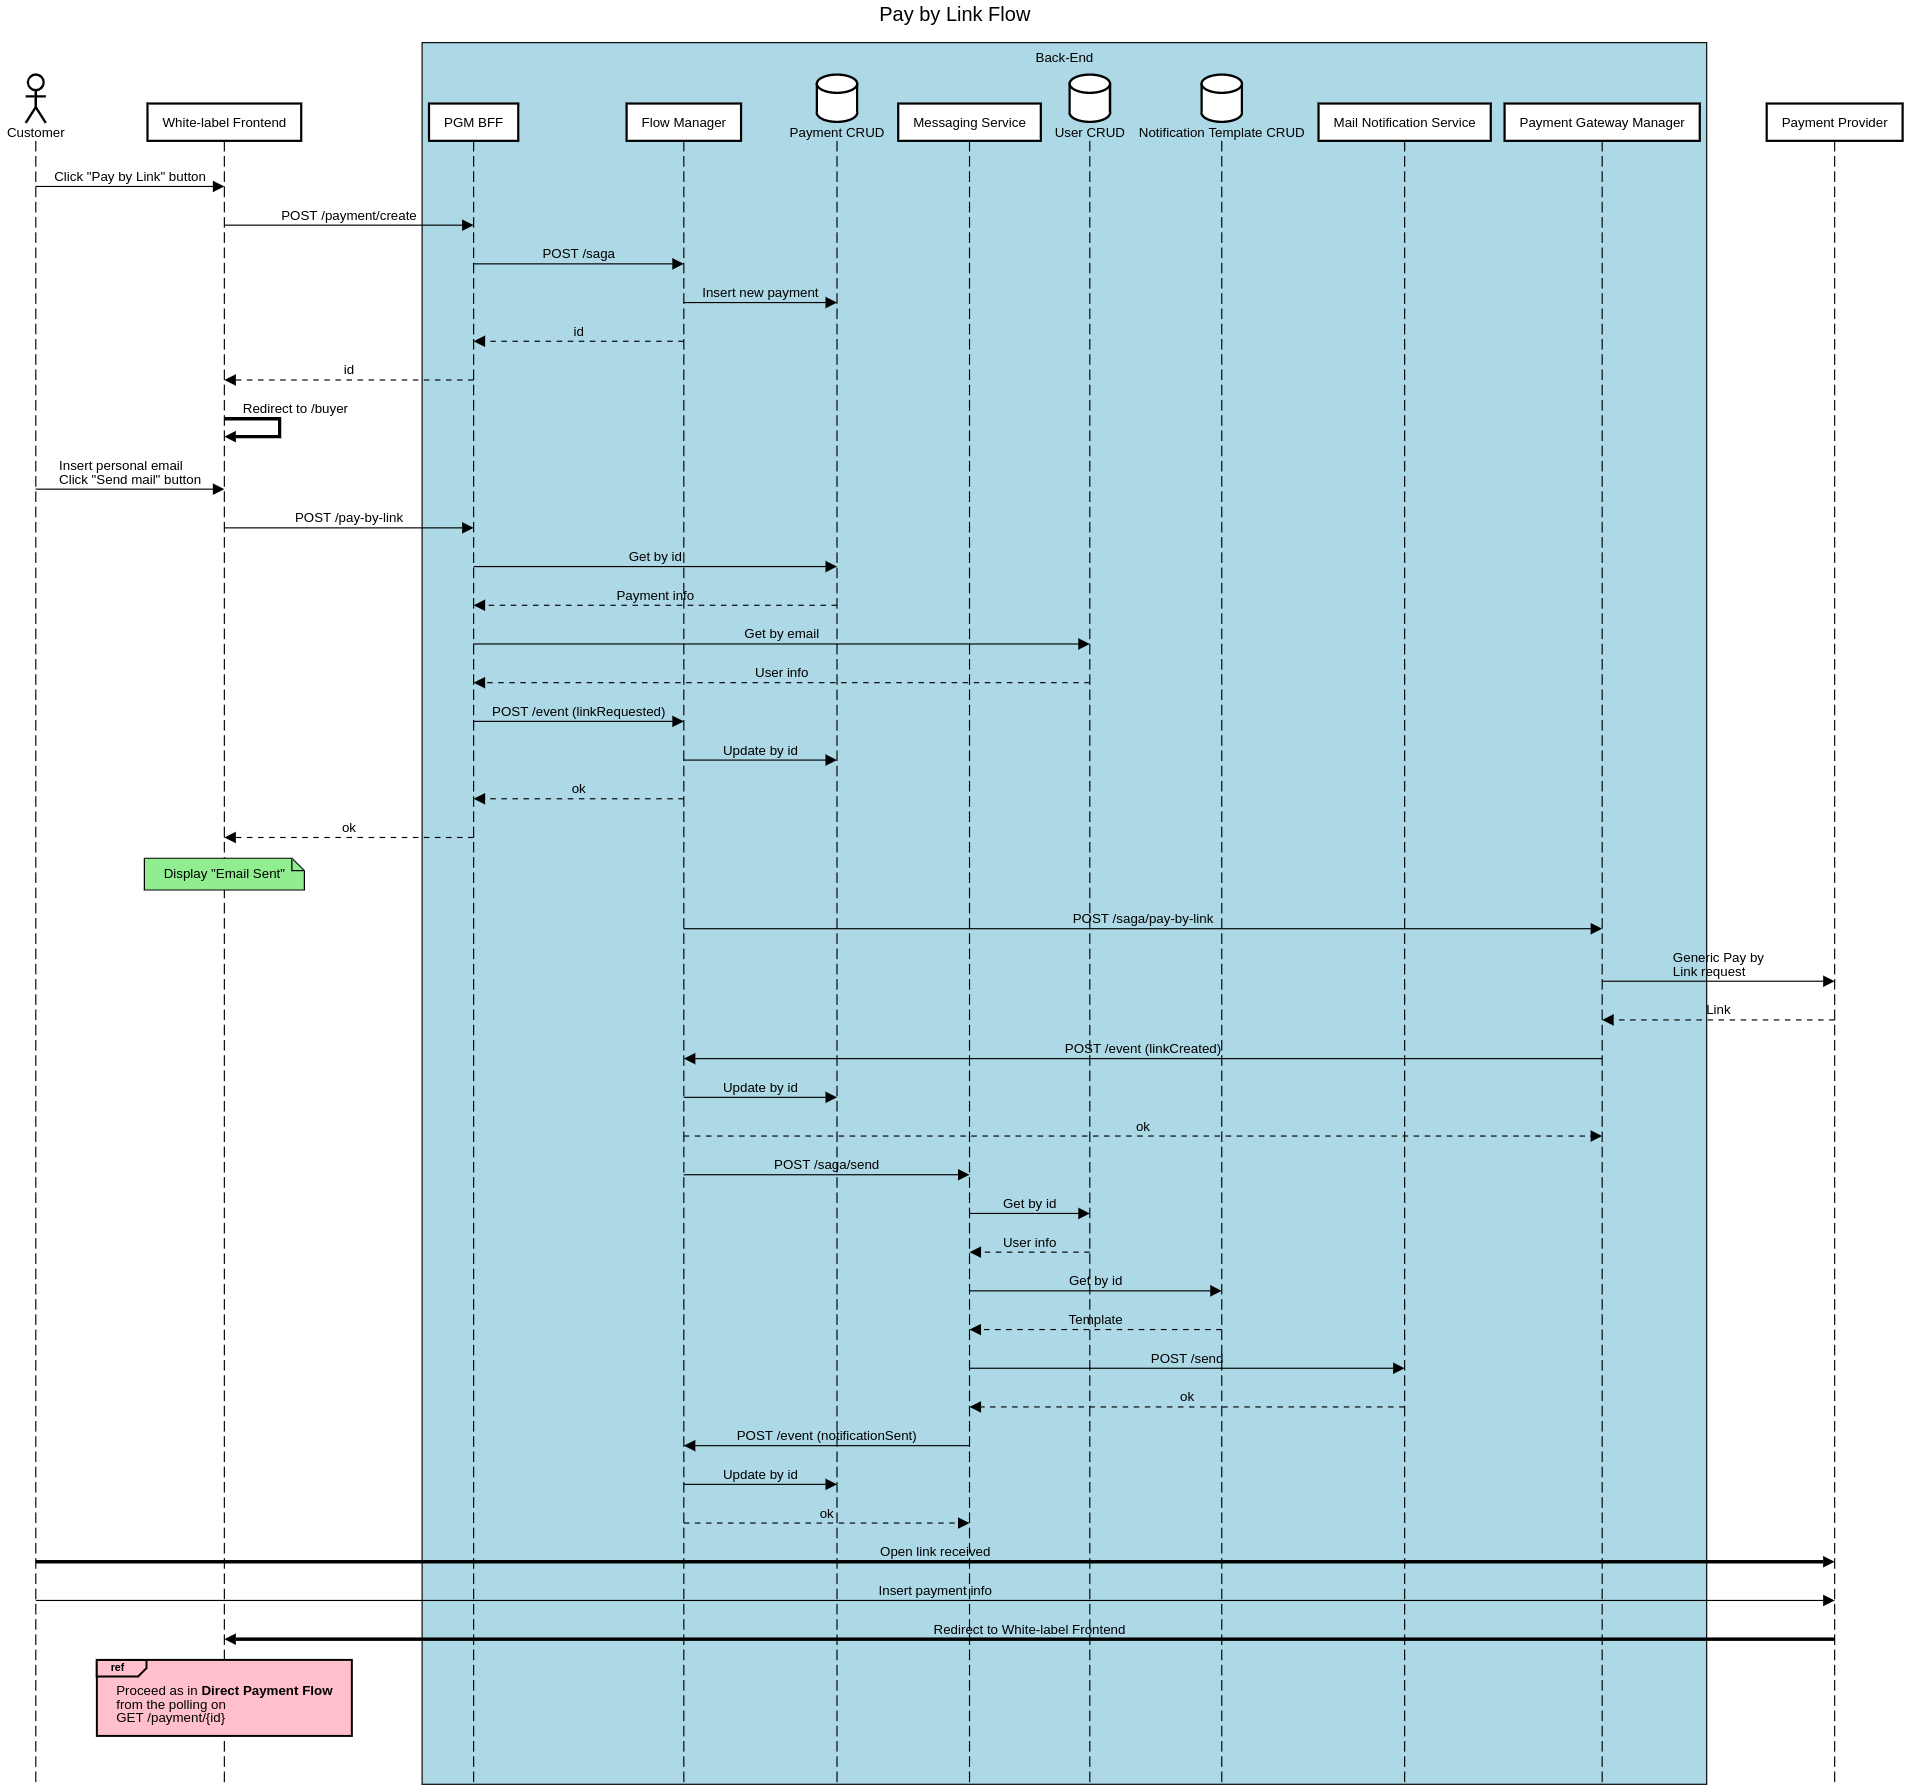 Pay by Link Flow
Back-End
Customer
White-label Frontend
PGM BFF
Flow Manager
Payment CRUD
Messaging Service
User CRUD
Notification Template CRUD
Mail Notification Service
Payment Gateway Manager
Payment Provider
Click "Pay by Link" button
POST /payment/create
POST /saga
Insert new payment
id
id
Redirect to /buyer
Insert personal email
Click "Send mail" button
POST /pay-by-link
Get by id
Payment info
Get by email
User info
POST /event (linkRequested)
Update by id
ok
ok
Display "Email Sent"
POST /saga/pay-by-link
Generic Pay by
Link request
Link
POST /event (linkCreated)
Update by id
ok
POST /saga/send
Get by id
User info
Get by id
Template
POST /send
ok
POST /event (notificationSent)
Update by id
ok
Open link received
Insert payment info
Redirect to White-label Frontend
ref
Proceed as in Direct Payment Flow
from the polling on
GET /payment/{id}